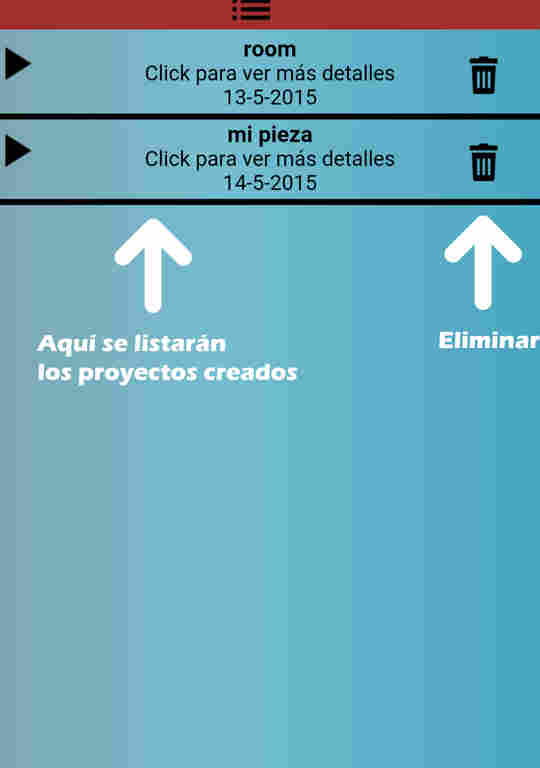 room
Click para ver más detalles
13-5-2015
mi pieza
Click para ver más detalles
14-5-2015
Aquí se listarán
los proyectos creados
Eliminar